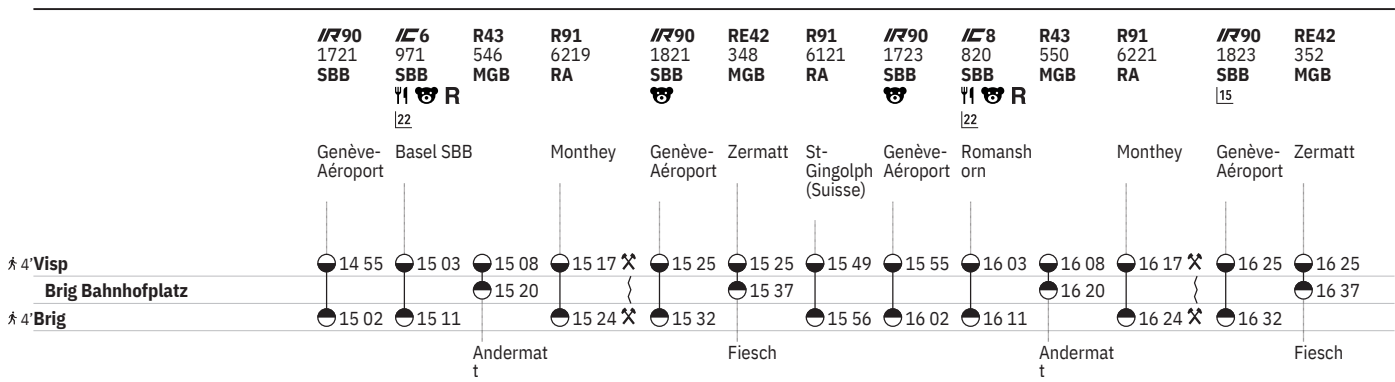 IR90 IC6 R43 R91 IR90 RE42 R91 IR90 IC8 R43 R91 IR90 RE42
1721 971 546 6219 1821 348 6121 1723 820 550 6221 1823 352
SBB SBB MGB RA SBB MGB RA SBB SBB MGB RA SBB MGB
R R 15
22 22
Genève- Basel SBB Monthey Genève- Zermatt St- Genève- Romansh Monthey Genève- Zermatt
Aéroport Aéroport Gingolph Aéroport orn Aéroport
(Suisse)
4' Visp 14 55 15 03 15 08 15 17 15 25 15 25 15 49 15 55 16 03 16 08 16 17 16 25 16 25
Brig Bahnhofplatz 15 20 15 37 16 20 16 37
4' Brig 15 02 15 11 15 24 15 32 15 56 16 02 16 11 16 24 16 32
Andermat Fiesch Andermat Fiesch
t t